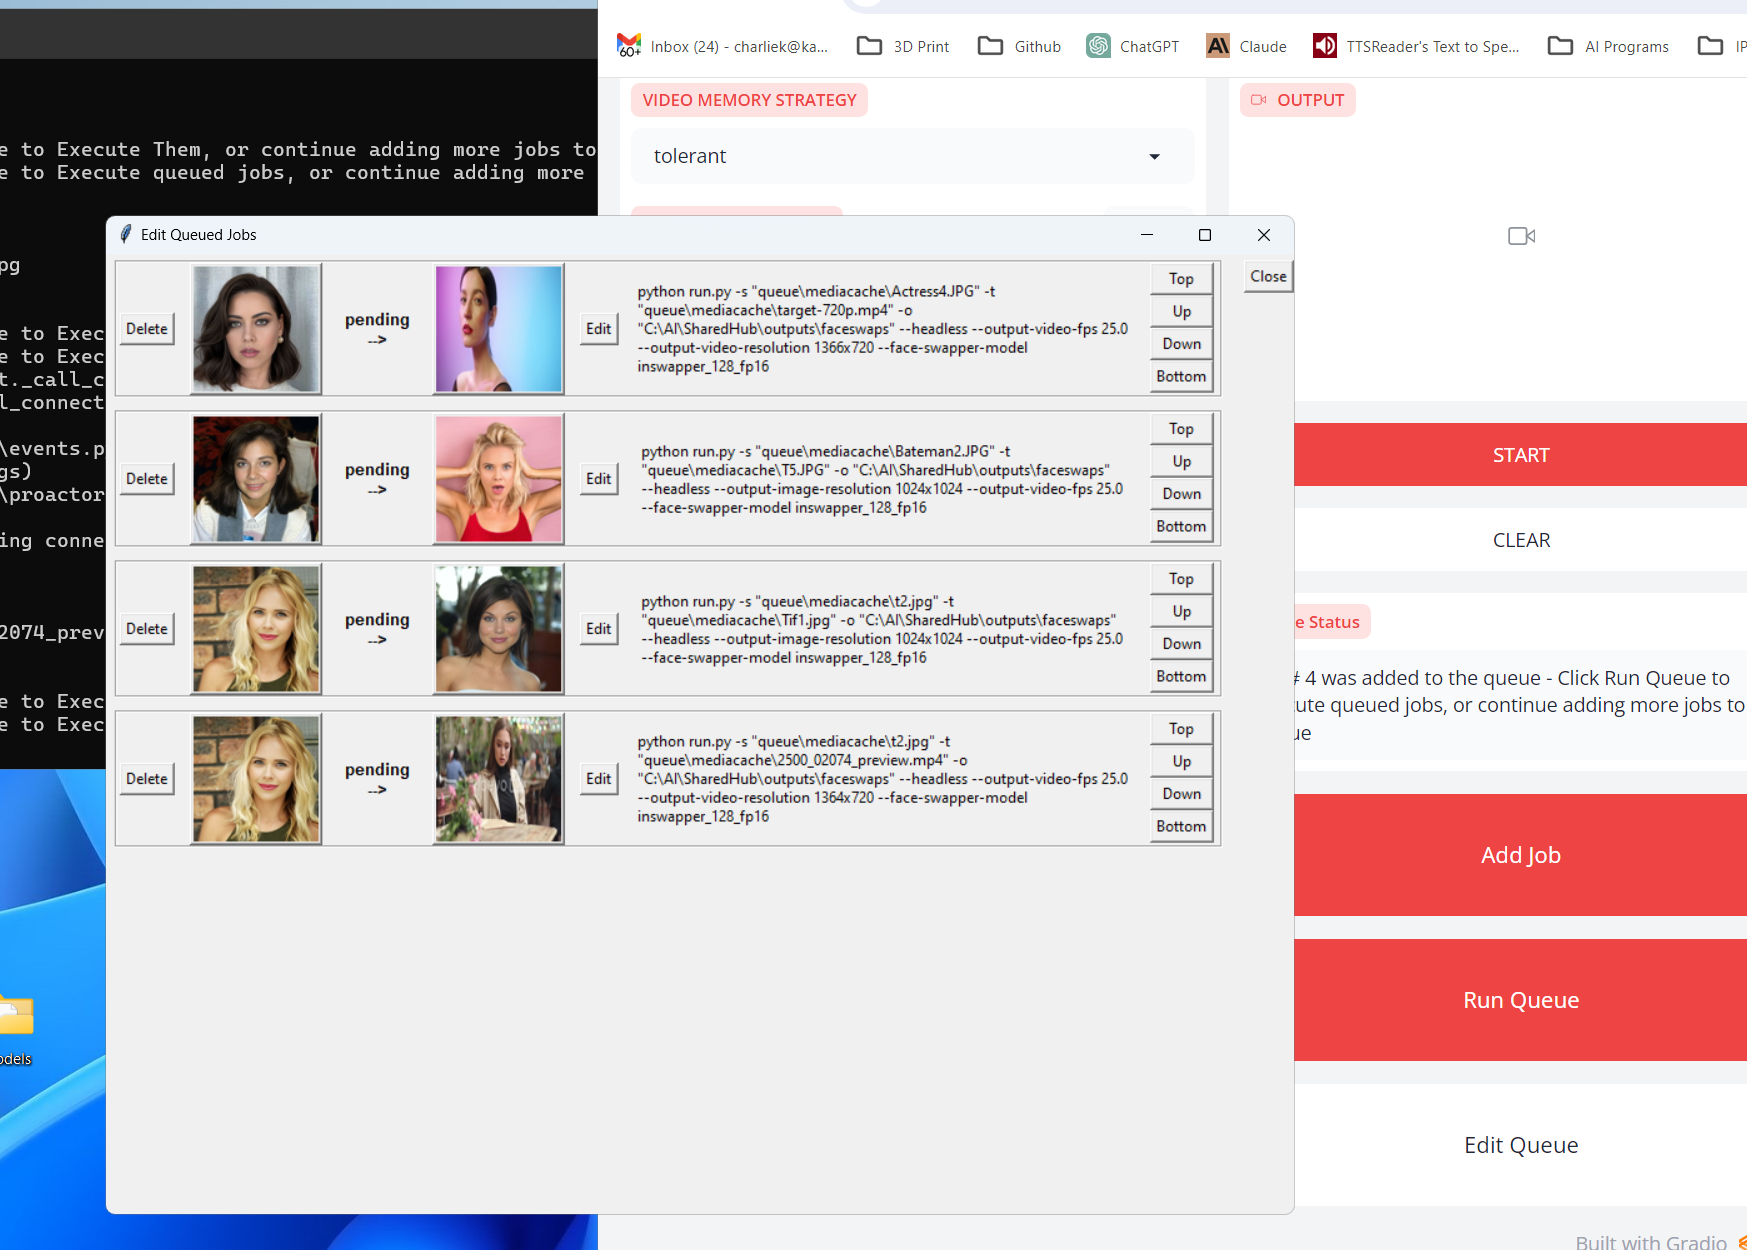 Inbox (24) - charliek@ka...
3D Print
Github
ChatGPT
Claude
TTSReader's Text to Spe...
AI Programs
60+
VIDEO MEMORY STRATEGY
OUTPUT
tolerant
e to Execute Them, or continue adding more jobs to
e to Execute queued jobs, or continue adding more
pg
e to Exec
e to Exec
t._call_c
l_connect
\events.p
gs)
\proactor
ing conne
2074_prev
e to Exec
e to Exec
odels
Edit Queued Jobs
Close
Delete
pending
-->
Edit
python run.py -s "queue\mediacache\Actress4.JPG" -t
"queue\mediacache\target-720p.mp4" -o
"C:\AI\SharedHub\outputs\faceswaps" --headless --output-video-fps 25.0
--output-video-resolution 1366x720 --face-swapper-model
inswapper_128_fp16
Top
Up
Down
Bottom
Delete
pending
-->
Edit
python run.py -s "queue\mediacache\Bateman2.JPG" -t
"queue\mediacache\T5.JPG" -o "C:\AI\SharedHub\outputs\faceswaps"
--headless --output-image-resolution 1024x1024 --output-video-fps 25.0
--face-swapper-model inswapper_128_fp16
Top
Up
Down
Bottom
Delete
pending
-->
Edit
python run.py -s "queue\mediacache\t2.jpg" -t
"queue\mediacache\Tif1.jpg" -o "C:\AI\SharedHub\outputs\faceswaps"
--headless --output-image-resolution 1024x1024 --output-video-fps 25.0
--face-swapper-model inswapper_128_fp16
Top
Up
Down
Bottom
Delete
pending
-->
Edit
python run.py -s "queue\mediacache\t2.jpg" -t
"queue\mediacache\2500_02074_preview.mp4" -o
"C:\AI\SharedHub\outputs\faceswaps" --headless --output-video-fps 25.0
--output-video-resolution 1364x720 --face-swapper-model
inswapper_128_fp16
Top
Up
Down
Bottom
START
CLEAR
e Status
# 4 was added to the queue - Click Run Queue to
ute queued jobs, or continue adding more jobs to
ue
Add Job
Run Queue
Edit Queue
Built with Gradio